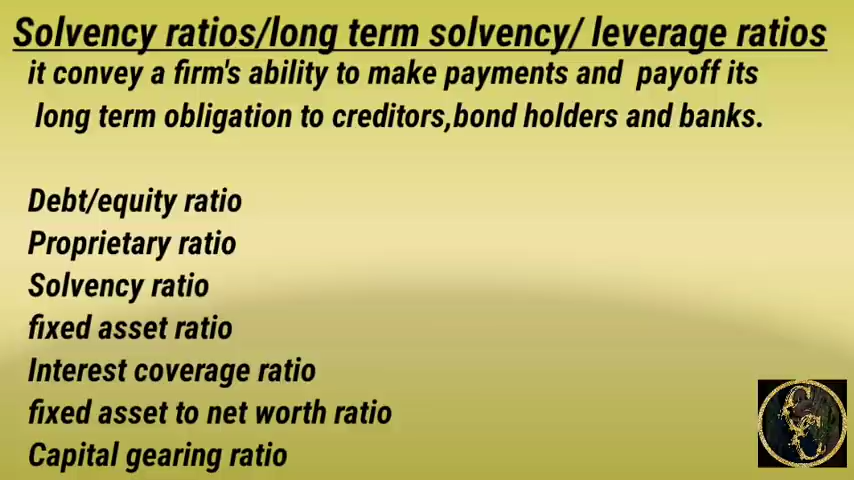 Solvency ratios/long term solvency/ leverage ratios
it convey a firm's ability to make payments and payoff its
long term obligation to creditors,bond holders and banks.
Debt/equity ratio
Proprietary ratio
Solvency ratio
fixed asset ratio
Interest coverage ratio
fixed asset to net worth ratio
Capital gearing ratio